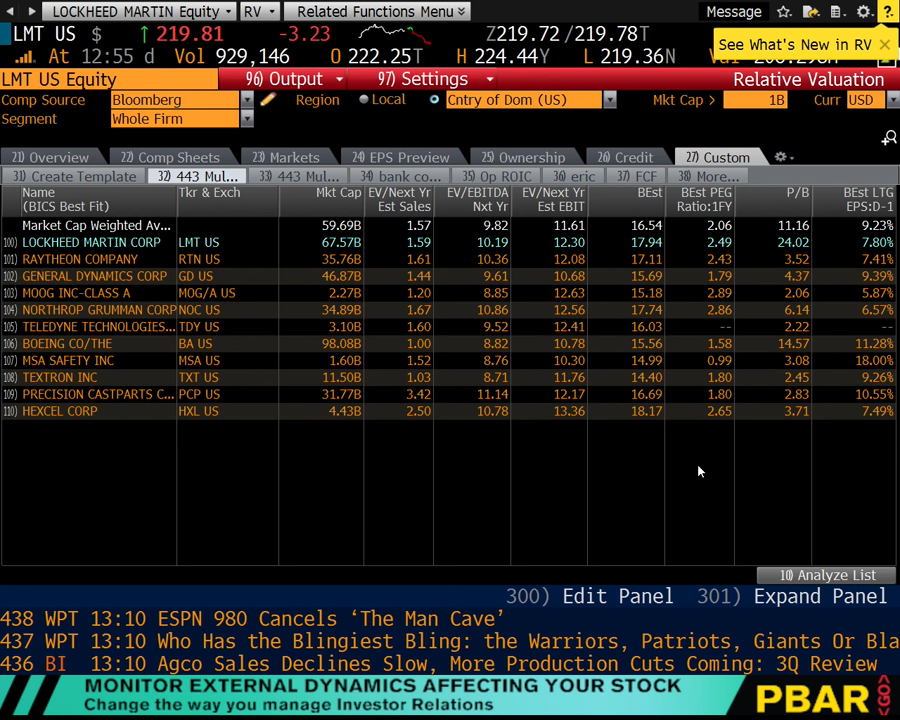 LOCKHEED MARTIN Equity RV Related Functions Menu Message
LMT US $ ↑ 219.81 -3.23 Z219.72 /219.78T
At 12:55 d Vol 929,146 O 222.25T H 224.44Y L 219.36N
See What's New in RV ×
LMT US Equity 96) Output 97) Settings Relative Valuation
Comp Source Bloomberg Region Local Cntry of Dom (US) Mkt Cap > 1B Curr USD
Segment Whole Firm
21) Overview 22) Comp Sheets 23) Markets 24) EPS Preview 25) Ownership 26) Credit 27) Custom
31) Create Template 32) 443 Mul... 33) 443 Mul... 34) bank co... 35) Op ROIC 36) eric 37) FCF 38) More...
Name Tkr & Exch Mkt Cap EV/Next Yr EV/EBITDA EV/Next Yr BEst BEst PEG P/B BEst LTG
(BICS Best Fit) Est Sales Nxt Yr Est EBIT Ratio:1FY EPS:D-1
Market Cap Weighted Av... 59.69B 1.57 9.82 11.61 16.54 2.06 11.16 9.23%
100) LOCKHEED MARTIN CORP LMT US 67.57B 1.59 10.19 12.30 17.94 2.49 24.02 7.80%
101) RAYTHEON COMPANY RTN US 35.76B 1.61 10.36 12.08 17.11 2.43 3.52 7.41%
102) GENERAL DYNAMICS CORP GD US 46.87B 1.44 9.61 10.68 15.69 1.79 4.37 9.39%
103) MOOG INC-CLASS A MOG/A US 2.27B 1.20 8.85 12.63 15.18 2.89 2.06 5.87%
104) NORTHROP GRUMMAN CORP NOC US 34.89B 1.67 10.86 12.56 17.74 2.86 6.14 6.57%
105) TELEDYNE TECHNOLOGIES... TDY US 3.10B 1.60 9.52 12.41 16.03 -- 2.22 --
106) BOEING CO/THE BA US 98.08B 1.00 8.82 10.78 15.56 1.58 14.57 11.28%
107) MSA SAFETY INC MSA US 1.60B 1.52 8.76 10.30 14.99 0.99 3.08 18.00%
108) TEXTRON INC TXT US 11.50B 1.03 8.71 11.76 14.40 1.80 2.45 9.26%
109) PRECISION CASTPARTS C... PCP US 31.77B 3.42 11.14 12.17 16.69 1.80 2.83 10.55%
110) HEXCEL CORP HXL US 4.43B 2.50 10.78 13.36 18.17 2.65 3.71 7.49%
10) Analyze List
300) Edit Panel 301) Expand Panel
438 WPT 13:10 ESPN 980 Cancels ‘The Man Cave’
437 WPT 13:10 Who Has the Blingiest Bling: the Warriors, Patriots, Giants Or Bla
436 BI 13:10 Agco Sales Declines Slow, More Production Cuts Coming: 3Q Review
MONITOR EXTERNAL DYNAMICS AFFECTING YOUR STOCK
Change the way you manage Investor Relations
PBAR <GO>